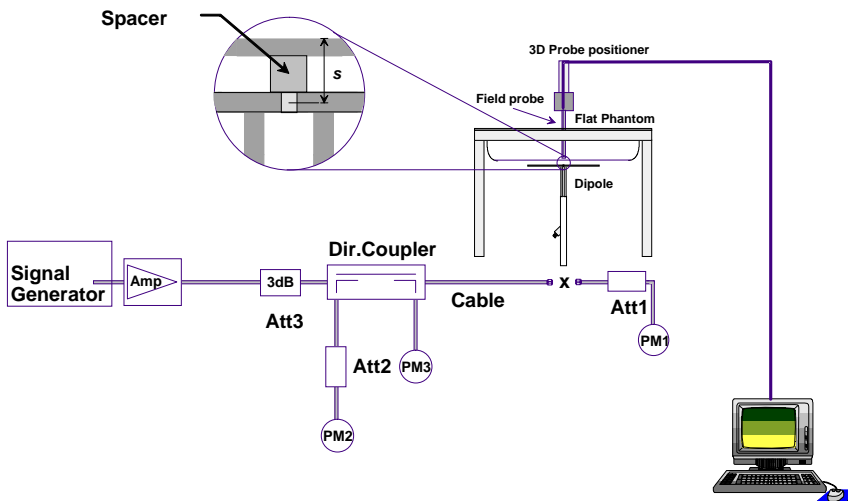 Spacer
s
3D Probe positioner
Field probe
Flat Phantom
Dipole
Signal
Generator
Amp
3dB
Att3
Dir.Coupler
Cable
x
Att1
PM1
Att2
PM3
PM2